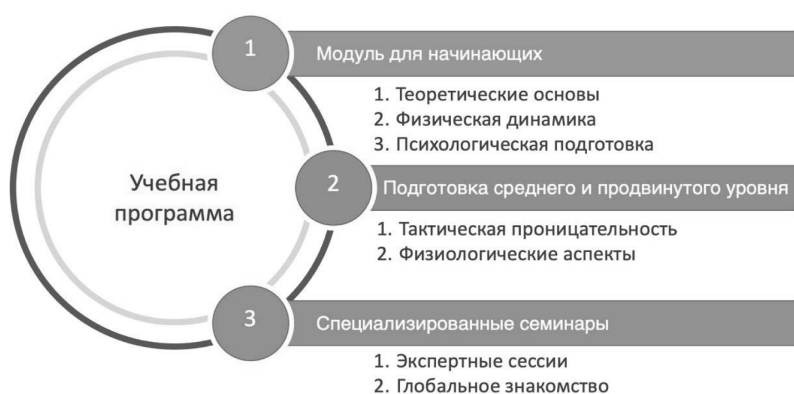 1
Модуль для начинающих
1. Теоретические основы
2. Физическая динамика
3. Психологическая подготовка
Учебная
программа
2
Подготовка среднего и продвинутого уровня
1. Тактическая проницательность
2. Физиологические аспекты
3
Специализированные семинары
1. Экспертные сессии
2. Глобальное знакомство